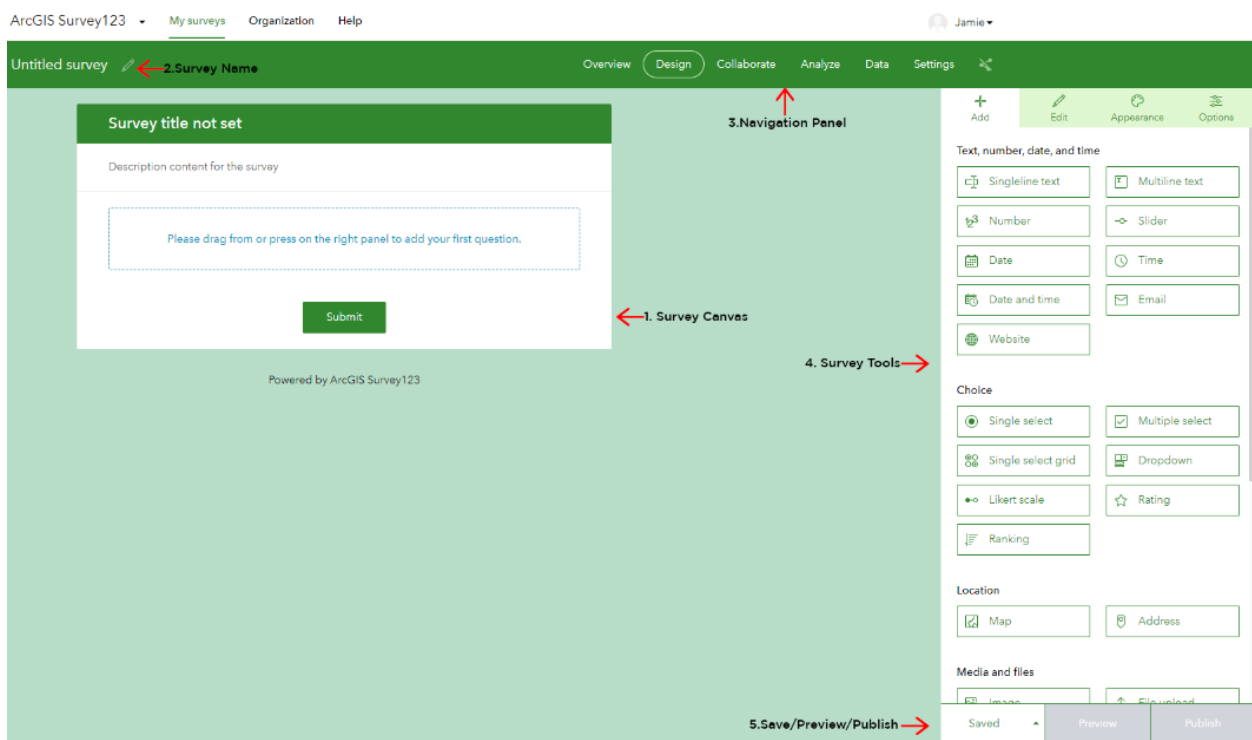 ArcGIS Survey123 My surveys Organization Help Jamie
Untitled survey 2.Survey Name Overview Design Collaborate Analyze Data Settings
3.Navigation Panel
Survey title not set
Description content for the survey
Please drag from or press on the right panel to add your first question.
Submit
1. Survey Canvas
Powered by ArcGIS Survey123
4. Survey Tools
Add Edit Appearance Options
Text, number, date, and time
Singleline text Multiline text
Number Slider
Date Time
Date and time Email
Website
Choice
Single select Multiple select
Single select grid Dropdown
Likert scale Rating
Ranking
Location
Map Address
Media and files
Image File upload
5.Save/Preview/Publish
Saved Preview Publish